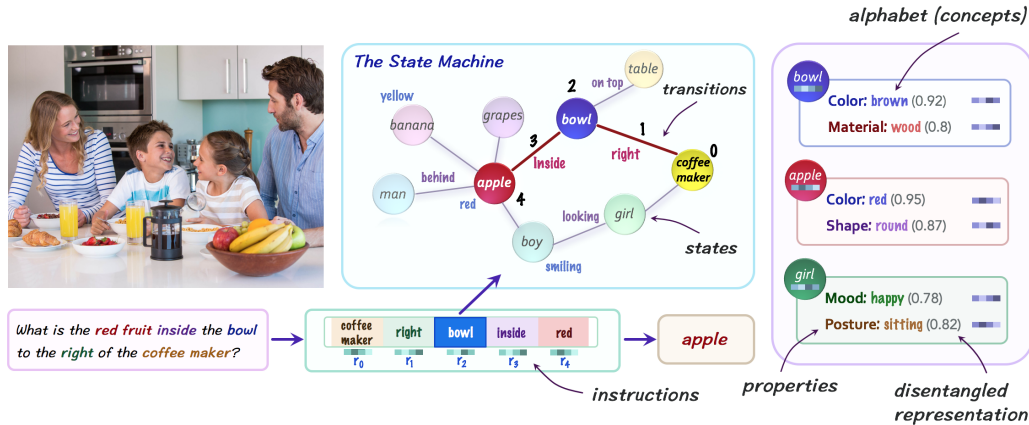 alphabet (concepts)
The State Machine
table
2
on top
transitions
yellow
bowl
grapes
banana
3
1
0
Inside
right
coffee
maker
behind
apple
man
red
4
looking
girl
boy
states
smiling
bowl
Color: brown (0.92)
Material: wood (0.8)
apple
Color: red (0.95)
Shape: round (0.87)
girl
Mood: happy (0.78)
Posture: sitting (0.82)
What is the red fruit inside the bowl
to the right of the coffee maker?
coffee
maker
right
bowl
inside
red
r0
r1
r2
r3
r4
apple
instructions
properties
disentangled
representation